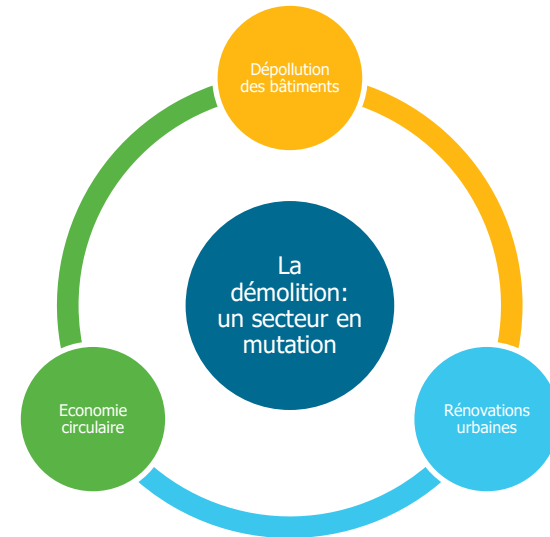 Dépollution
des bâtiments
La
démolition:
un secteur en
mutation
Economie
circulaire
Rénovations
urbaines